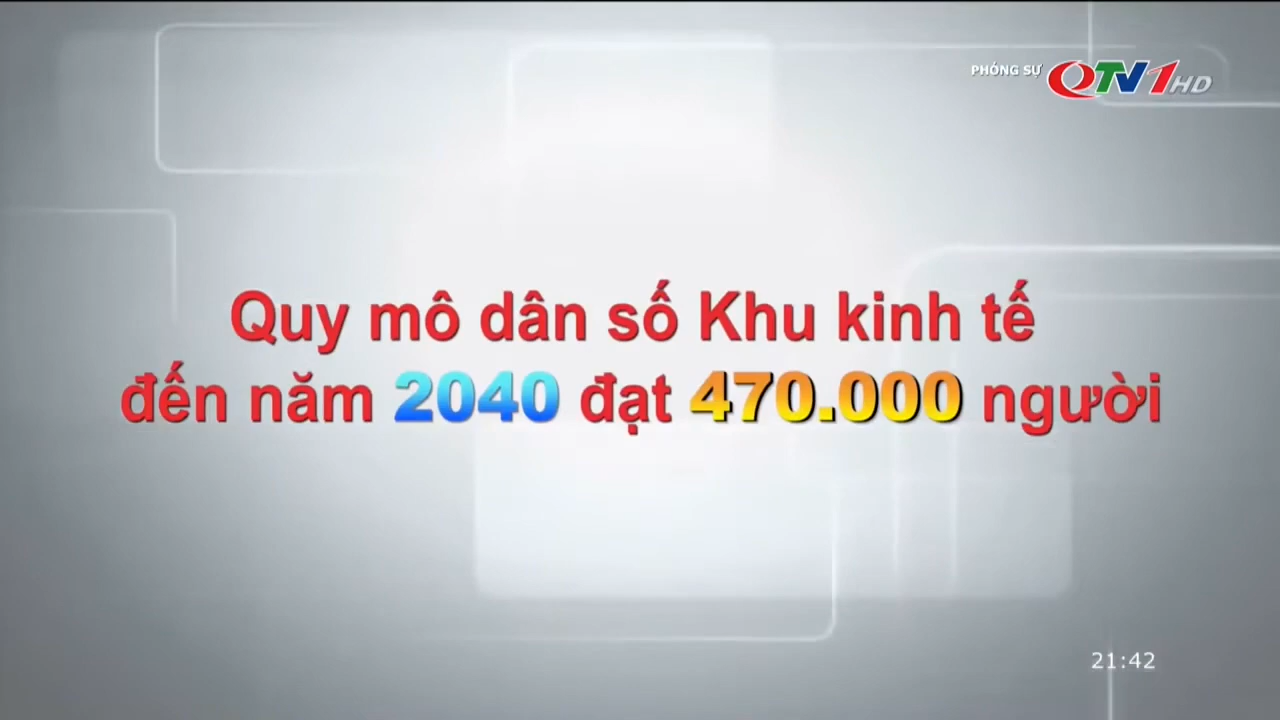 PHÓNG SỰ QTV1HD
Quy mô dân số Khu kinh tế
đến năm 2040 đạt 470.000 người
21:42